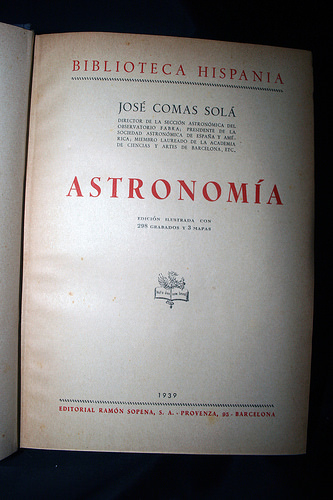 BIBLIOTECA HISPANIA
JOSÉ COMAS SOLÁ
DIRECTOR DE LA SECCIÓN ASTRONÓMICA DEL
OBSERVATORIO FABRA, PRESIDENTE DE LA
SOCIEDAD ASTRONÓMICA DE ESPAÑA Y AMÉ-
RICA, MIEMBRO LAUREADO DE LA ACADEMIA
DE CIENCIAS Y ARTES DE BARCELONA, ETC.
ASTRONOMÍA
EDICIÓN ILUSTRADA CON
298 GRABADOS Y 3 MAPAS
1939
EDITORIAL RAMÓN SOPENA, S. A. - PROVENZA, 95 - BARCELONA